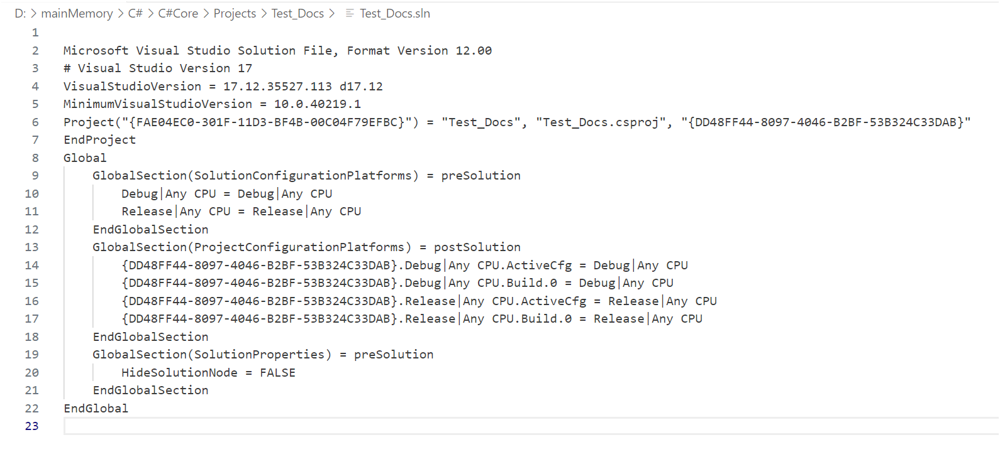 D: > mainMemory > C# > C#Core > Projects > Test_Docs > Test_Docs.sln
1
2 Microsoft Visual Studio Solution File, Format Version 12.00
3 # Visual Studio Version 17
4 VisualStudioVersion = 17.12.35527.113 d17.12
5 MinimumVisualStudioVersion = 10.0.40219.1
6 Project("{FAE04EC0-301F-11D3-BF4B-00C04F79EFBC}") = "Test_Docs", "Test_Docs.csproj", "{DD48FF44-8097-4046-B2BF-53B324C33DAB}"
7 EndProject
8 Global
9     GlobalSection(SolutionConfigurationPlatforms) = preSolution
10         Debug|Any CPU = Debug|Any CPU
11         Release|Any CPU = Release|Any CPU
12     EndGlobalSection
13     GlobalSection(ProjectConfigurationPlatforms) = postSolution
14         {DD48FF44-8097-4046-B2BF-53B324C33DAB}.Debug|Any CPU.ActiveCfg = Debug|Any CPU
15         {DD48FF44-8097-4046-B2BF-53B324C33DAB}.Debug|Any CPU.Build.0 = Debug|Any CPU
16         {DD48FF44-8097-4046-B2BF-53B324C33DAB}.Release|Any CPU.ActiveCfg = Release|Any CPU
17         {DD48FF44-8097-4046-B2BF-53B324C33DAB}.Release|Any CPU.Build.0 = Release|Any CPU
18     EndGlobalSection
19     GlobalSection(SolutionProperties) = preSolution
20         HideSolutionNode = FALSE
21     EndGlobalSection
22 EndGlobal
23